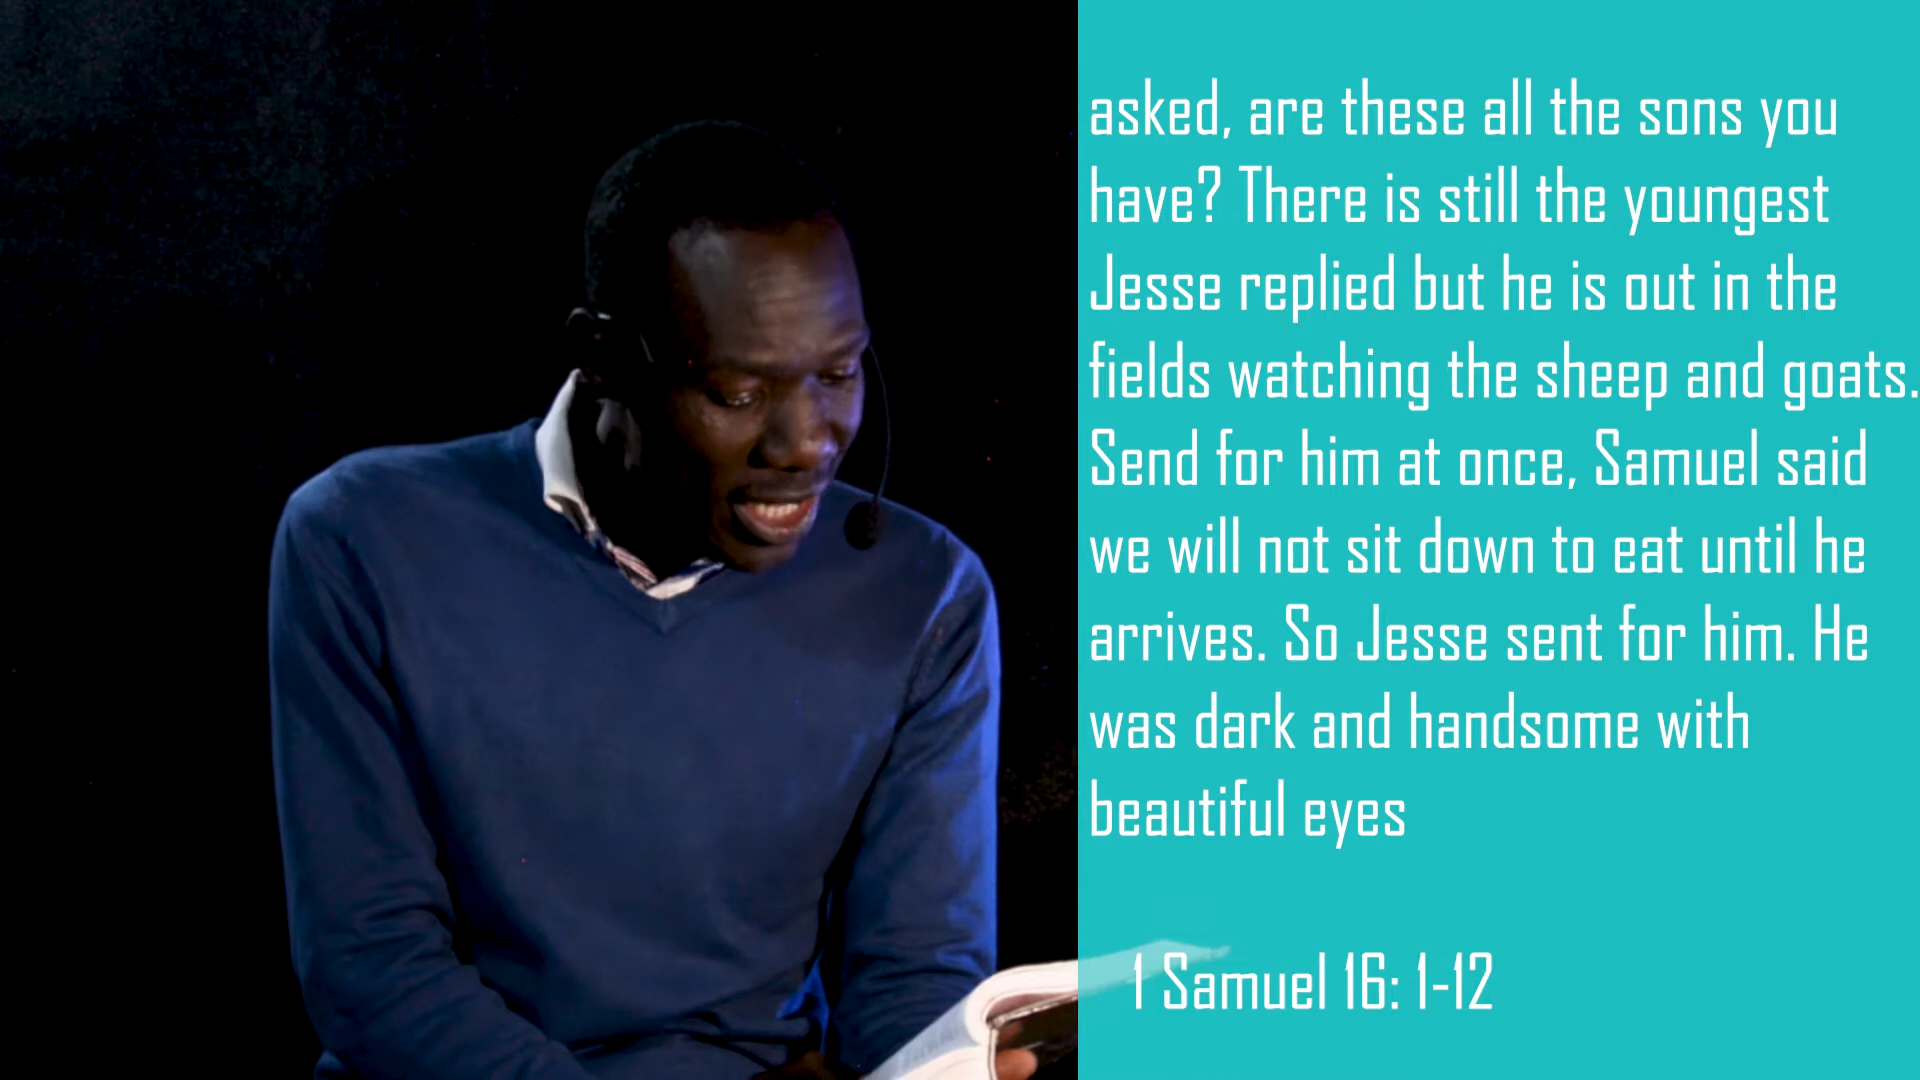 asked, are these all the sons you
have? There is still the youngest
Jesse replied but he is out in the
fields watching the sheep and goats.
Send for him at once, Samuel said
we will not sit down to eat until he
arrives. So Jesse sent for him. He
was dark and handsome with
beautiful eyes
1 Samuel 16: 1-12